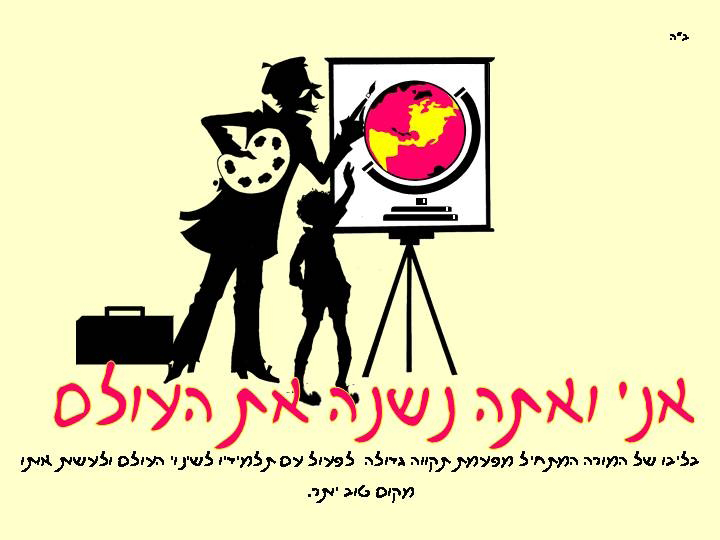 ב"ה
אני ואתה נשנה את העולם
בליבו של המורה המתחיל מפעמת תקווה גדולה לפעול עם תלמידיו לשינוי העולם ולעשות אותו
מקום טוב יותר.